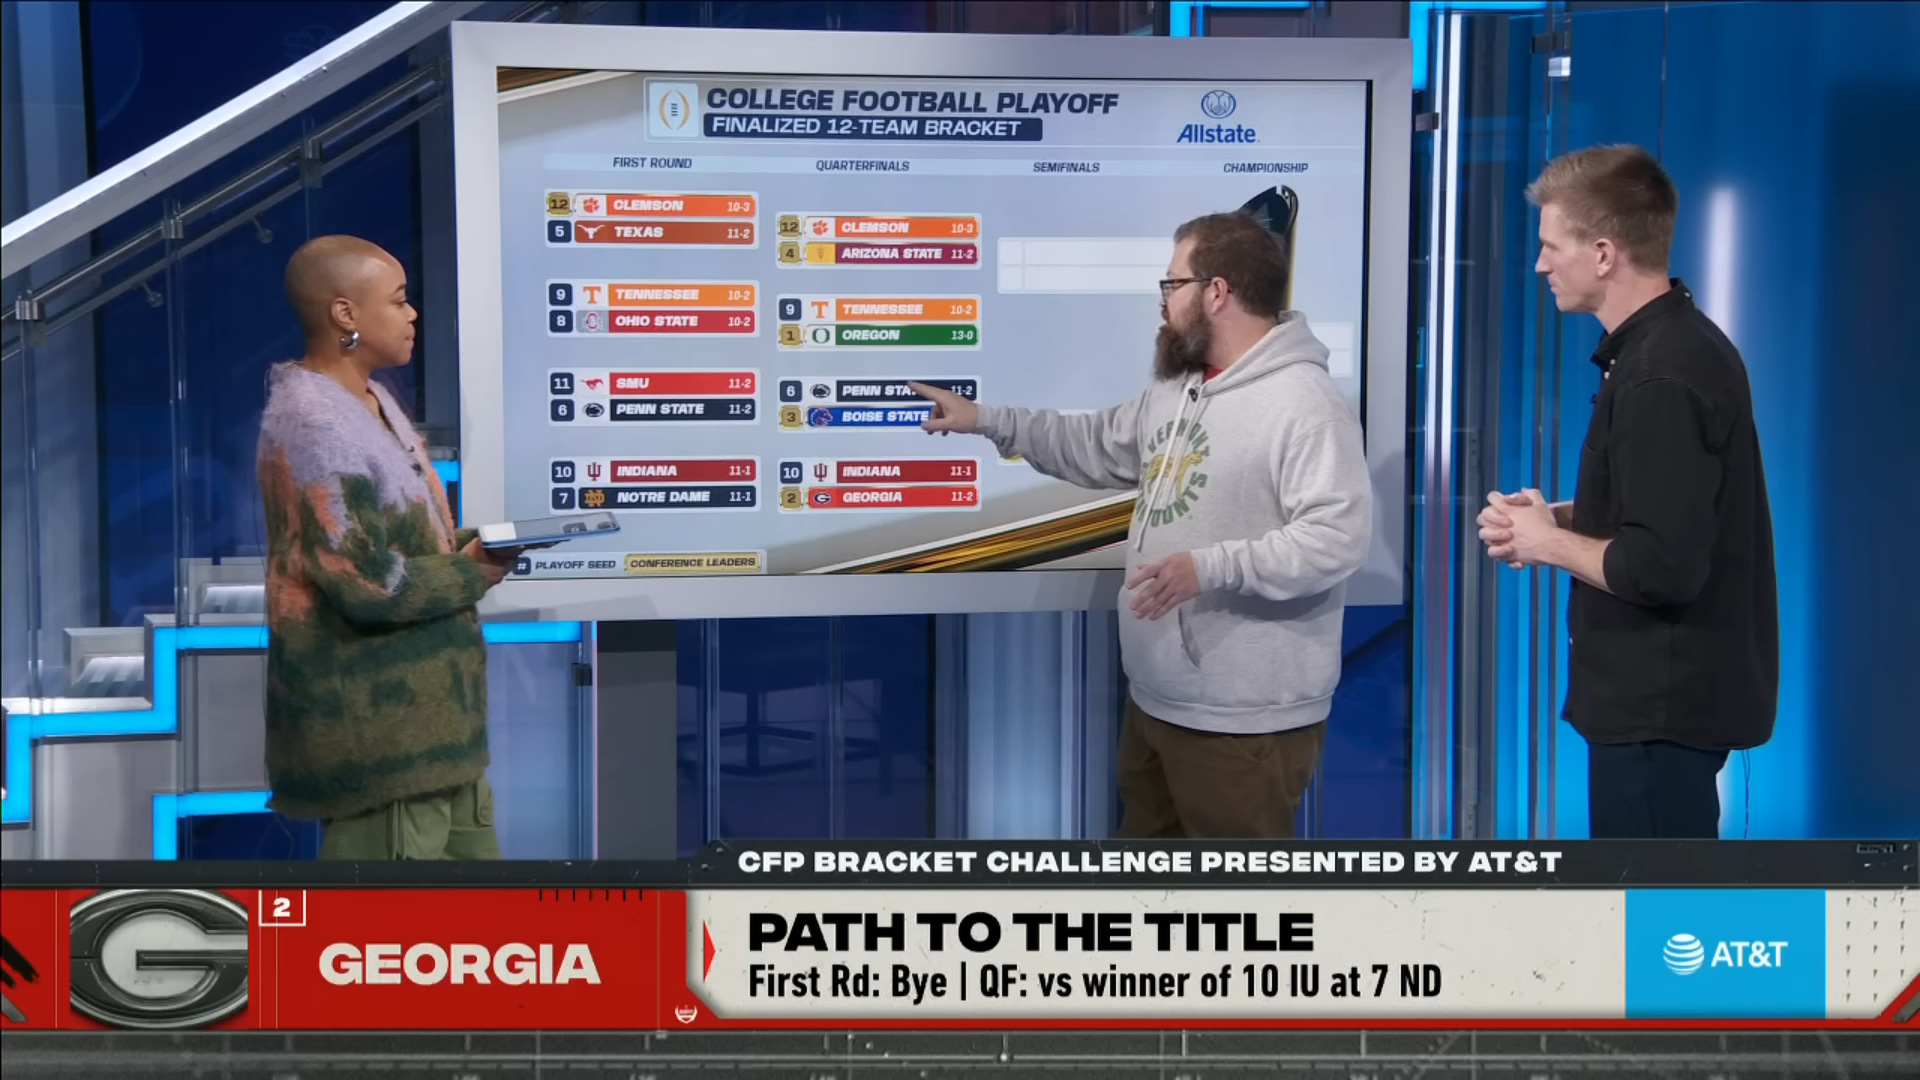 COLLEGE FOOTBALL PLAYOFF
FINALIZED 12-TEAM BRACKET
Allstate
FIRST ROUND
QUARTERFINALS
SEMIFINALS
CHAMPIONSHIP
12 CLEMSON 10-3
5 TEXAS 11-2
9 TENNESSEE 10-2
8 OHIO STATE 10-2
11 SMU 11-2
6 PENN STATE 11-2
10 INDIANA 11-1
7 NOTRE DAME 11-1
12 CLEMSON 10-3
4 ARIZONA STATE 11-2
9 TENNESSEE 10-2
1 OREGON 13-0
6 PENN 11-2
3 BOISE STATE
10 INDIANA 11-1
2 GEORGIA 11-2
# PLAYOFF SEED CONFERENCE LEADERS
VERMONT
CFP BRACKET CHALLENGE PRESENTED BY AT&T
2
GEORGIA
PATH TO THE TITLE
First Rd: Bye | QF: vs winner of 10 IU at 7 ND
AT&T